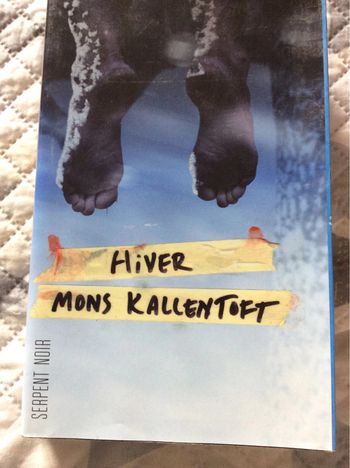 HiVER
MONS KALLENTOFT
SERPENT NOIR